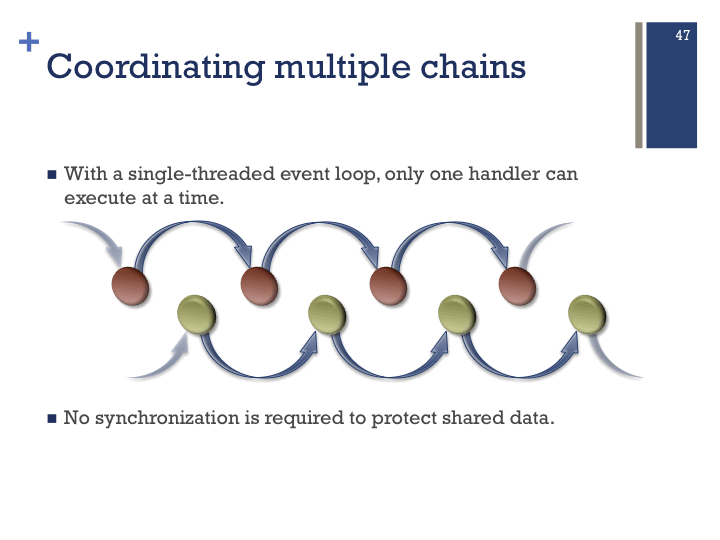 47
+
Coordinating multiple chains
■ With a single-threaded event loop, only one handler can
execute at a time.
■ No synchronization is required to protect shared data.